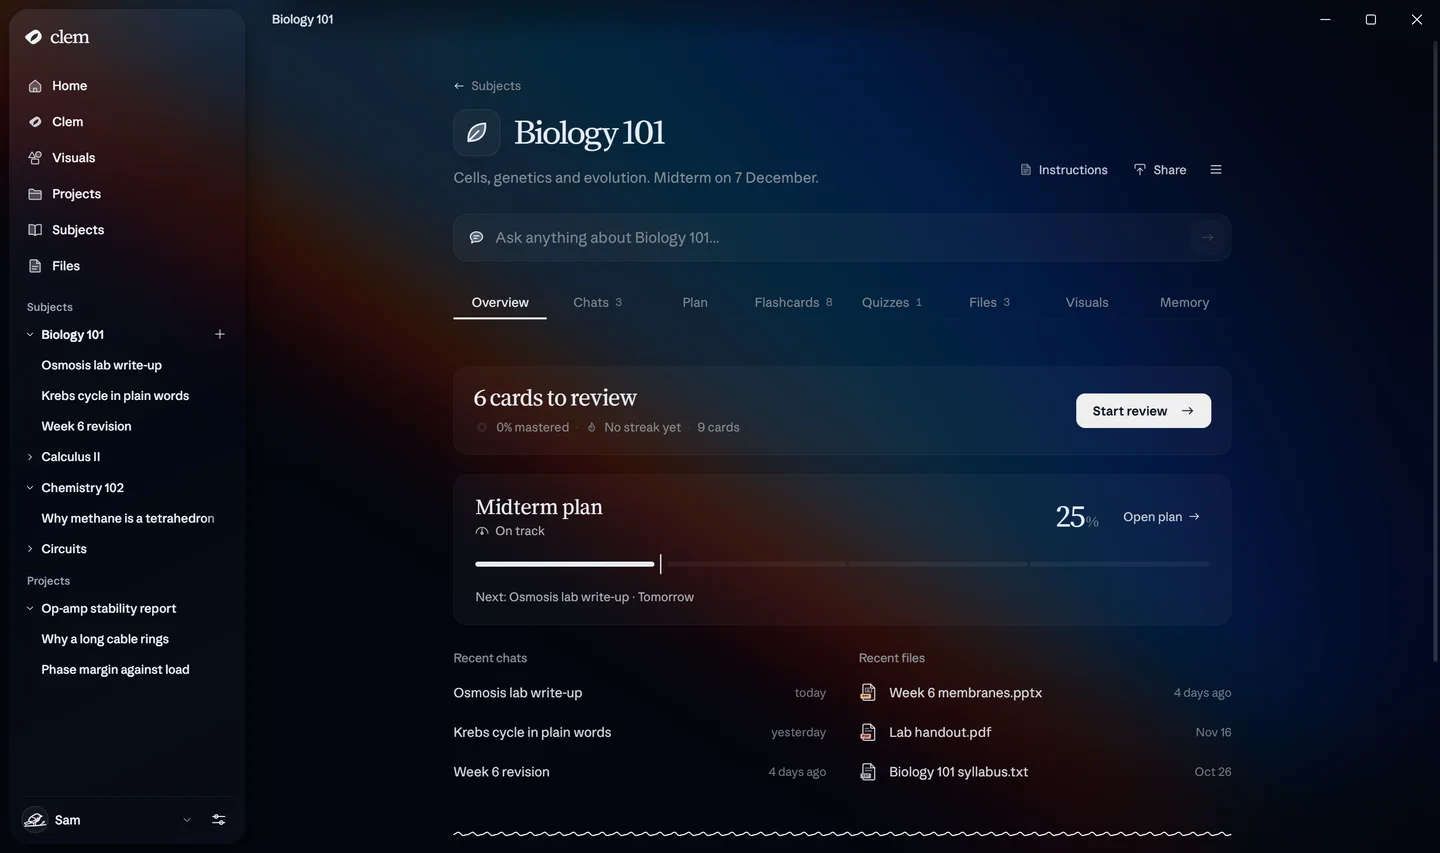 clem
Biology 101
Home
Clem
Visuals
Projects
Subjects
Files
Subjects
Biology 101
Osmosis lab write-up
Krebs cycle in plain words
Week 6 revision
Calculus II
Chemistry 102
Why methane is a tetrahedron
Circuits
Projects
Op-amp stability report
Why a long cable rings
Phase margin against load
Sam
← Subjects
Biology 101
Cells, genetics and evolution. Midterm on 7 December.
Instructions Share
Ask anything about Biology 101...
Overview Chats 3 Plan Flashcards 8 Quizzes 1 Files 3 Visuals Memory
6 cards to review
0% mastered · No streak yet · 9 cards
Start review →
Midterm plan
On track
25% Open plan →
Next: Osmosis lab write-up · Tomorrow
Recent chats
Osmosis lab write-up today
Krebs cycle in plain words yesterday
Week 6 revision 4 days ago
Recent files
Week 6 membranes.pptx 4 days ago
Lab handout.pdf Nov 16
Biology 101 syllabus.txt Oct 26